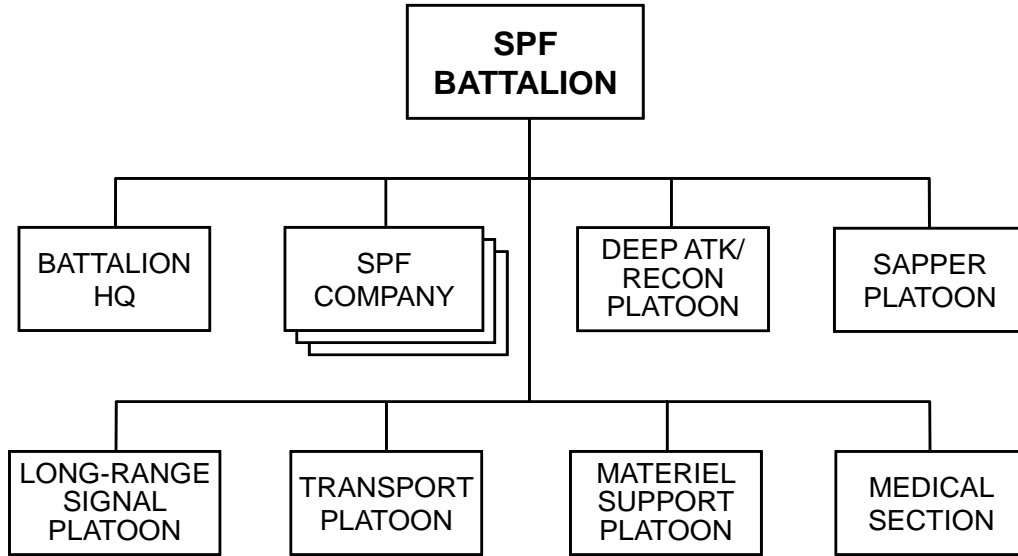 SPF
BATTALION
BATTALION
HQ
SPF
COMPANY
DEEP ATK/
RECON
PLATOON
SAPPER
PLATOON
LONG-RANGE
SIGNAL
PLATOON
TRANSPORT
PLATOON
MATERIEL
SUPPORT
PLATOON
MEDICAL
SECTION